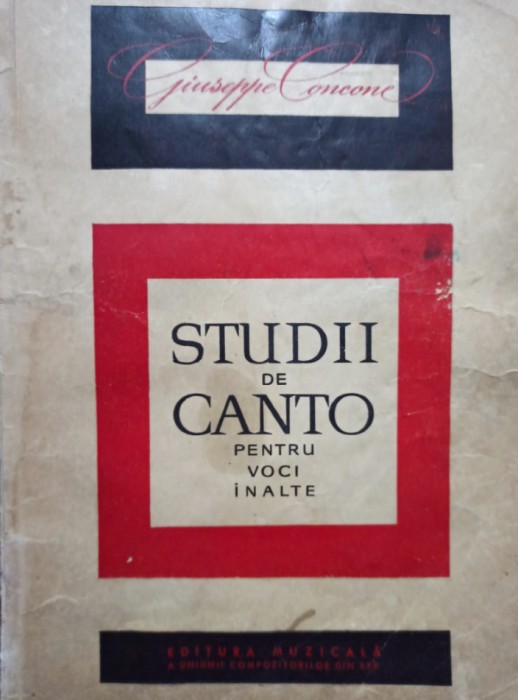 Giuseppe Concone
STUDII
DE
CANTO
PENTRU
VOCI
ÎNALTE
EDITURA MUZICALĂ
A UNIUNII COMPOZITORILOR DIN RPR